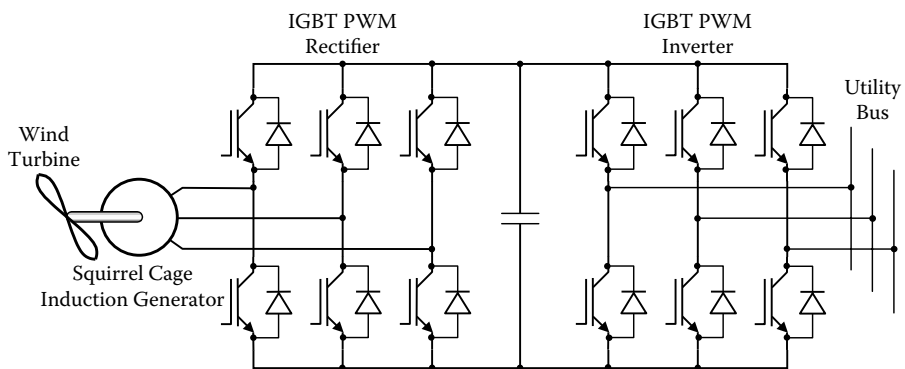 IGBT PWM
Rectifier
IGBT PWM
Inverter
Utility
Bus
Wind
Turbine
Squirrel Cage
Induction Generator